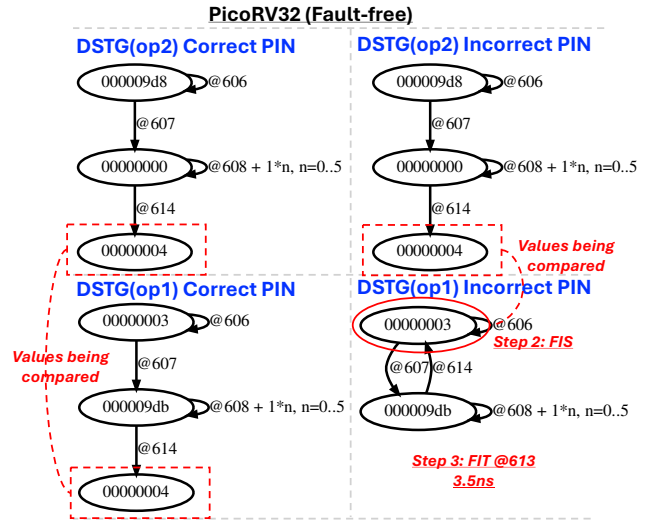 PicoRV32 (Fault-free)
DSTG(op2) Correct PIN
000009d8
@606
@607
00000000
@608 + 1*n, n=0..5
@614
00000004
DSTG(op2) Incorrect PIN
000009d8
@606
@607
00000000
@608 + 1*n, n=0..5
@614
00000004
Values being
compared
DSTG(op1) Correct PIN
00000003
@606
Values being
compared
@607
000009db
@608 + 1*n, n=0..5
@614
00000004
DSTG(op1) Incorrect PIN
00000003
@606
Step 2: FIS
@607
@614
000009db
@608 + 1*n, n=0..5
Step 3: FIT @613
3.5ns